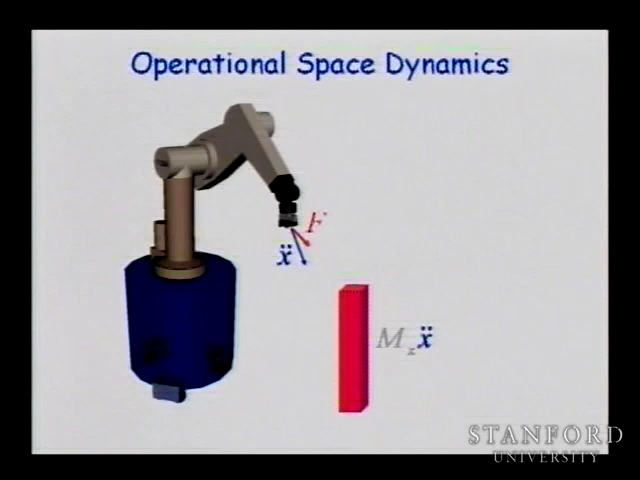 Operational Space Dynamics
F
ẍ
Mₓẍ
STANFORD
UNIVERSITY